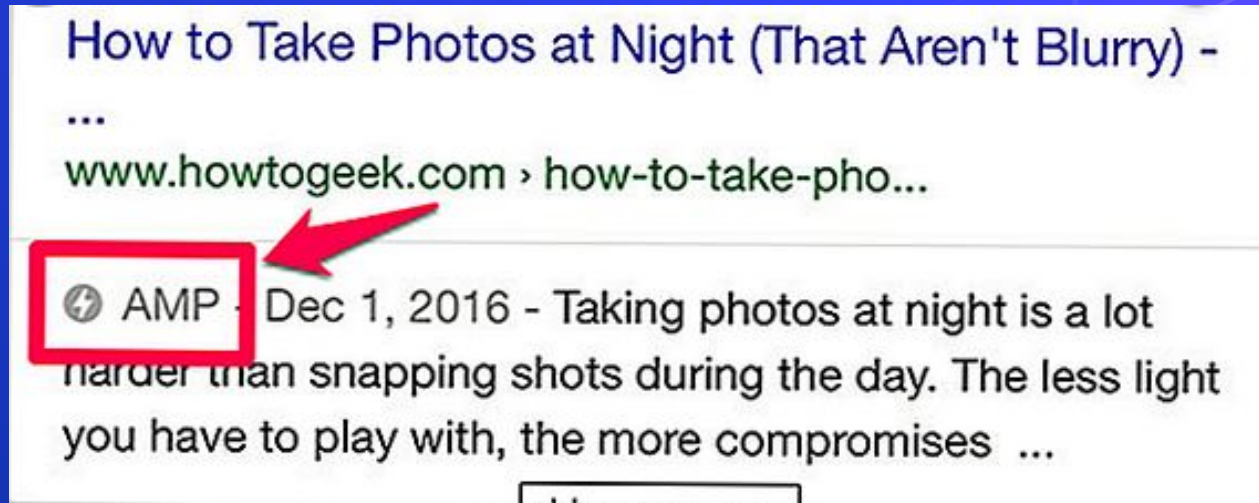 How to Take Photos at Night (That Aren't Blurry) -
...
www.howtogeek.com › how-to-take-pho...
AMP - Dec 1, 2016 - Taking photos at night is a lot
harder than snapping shots during the day. The less light
you have to play with, the more compromises ...